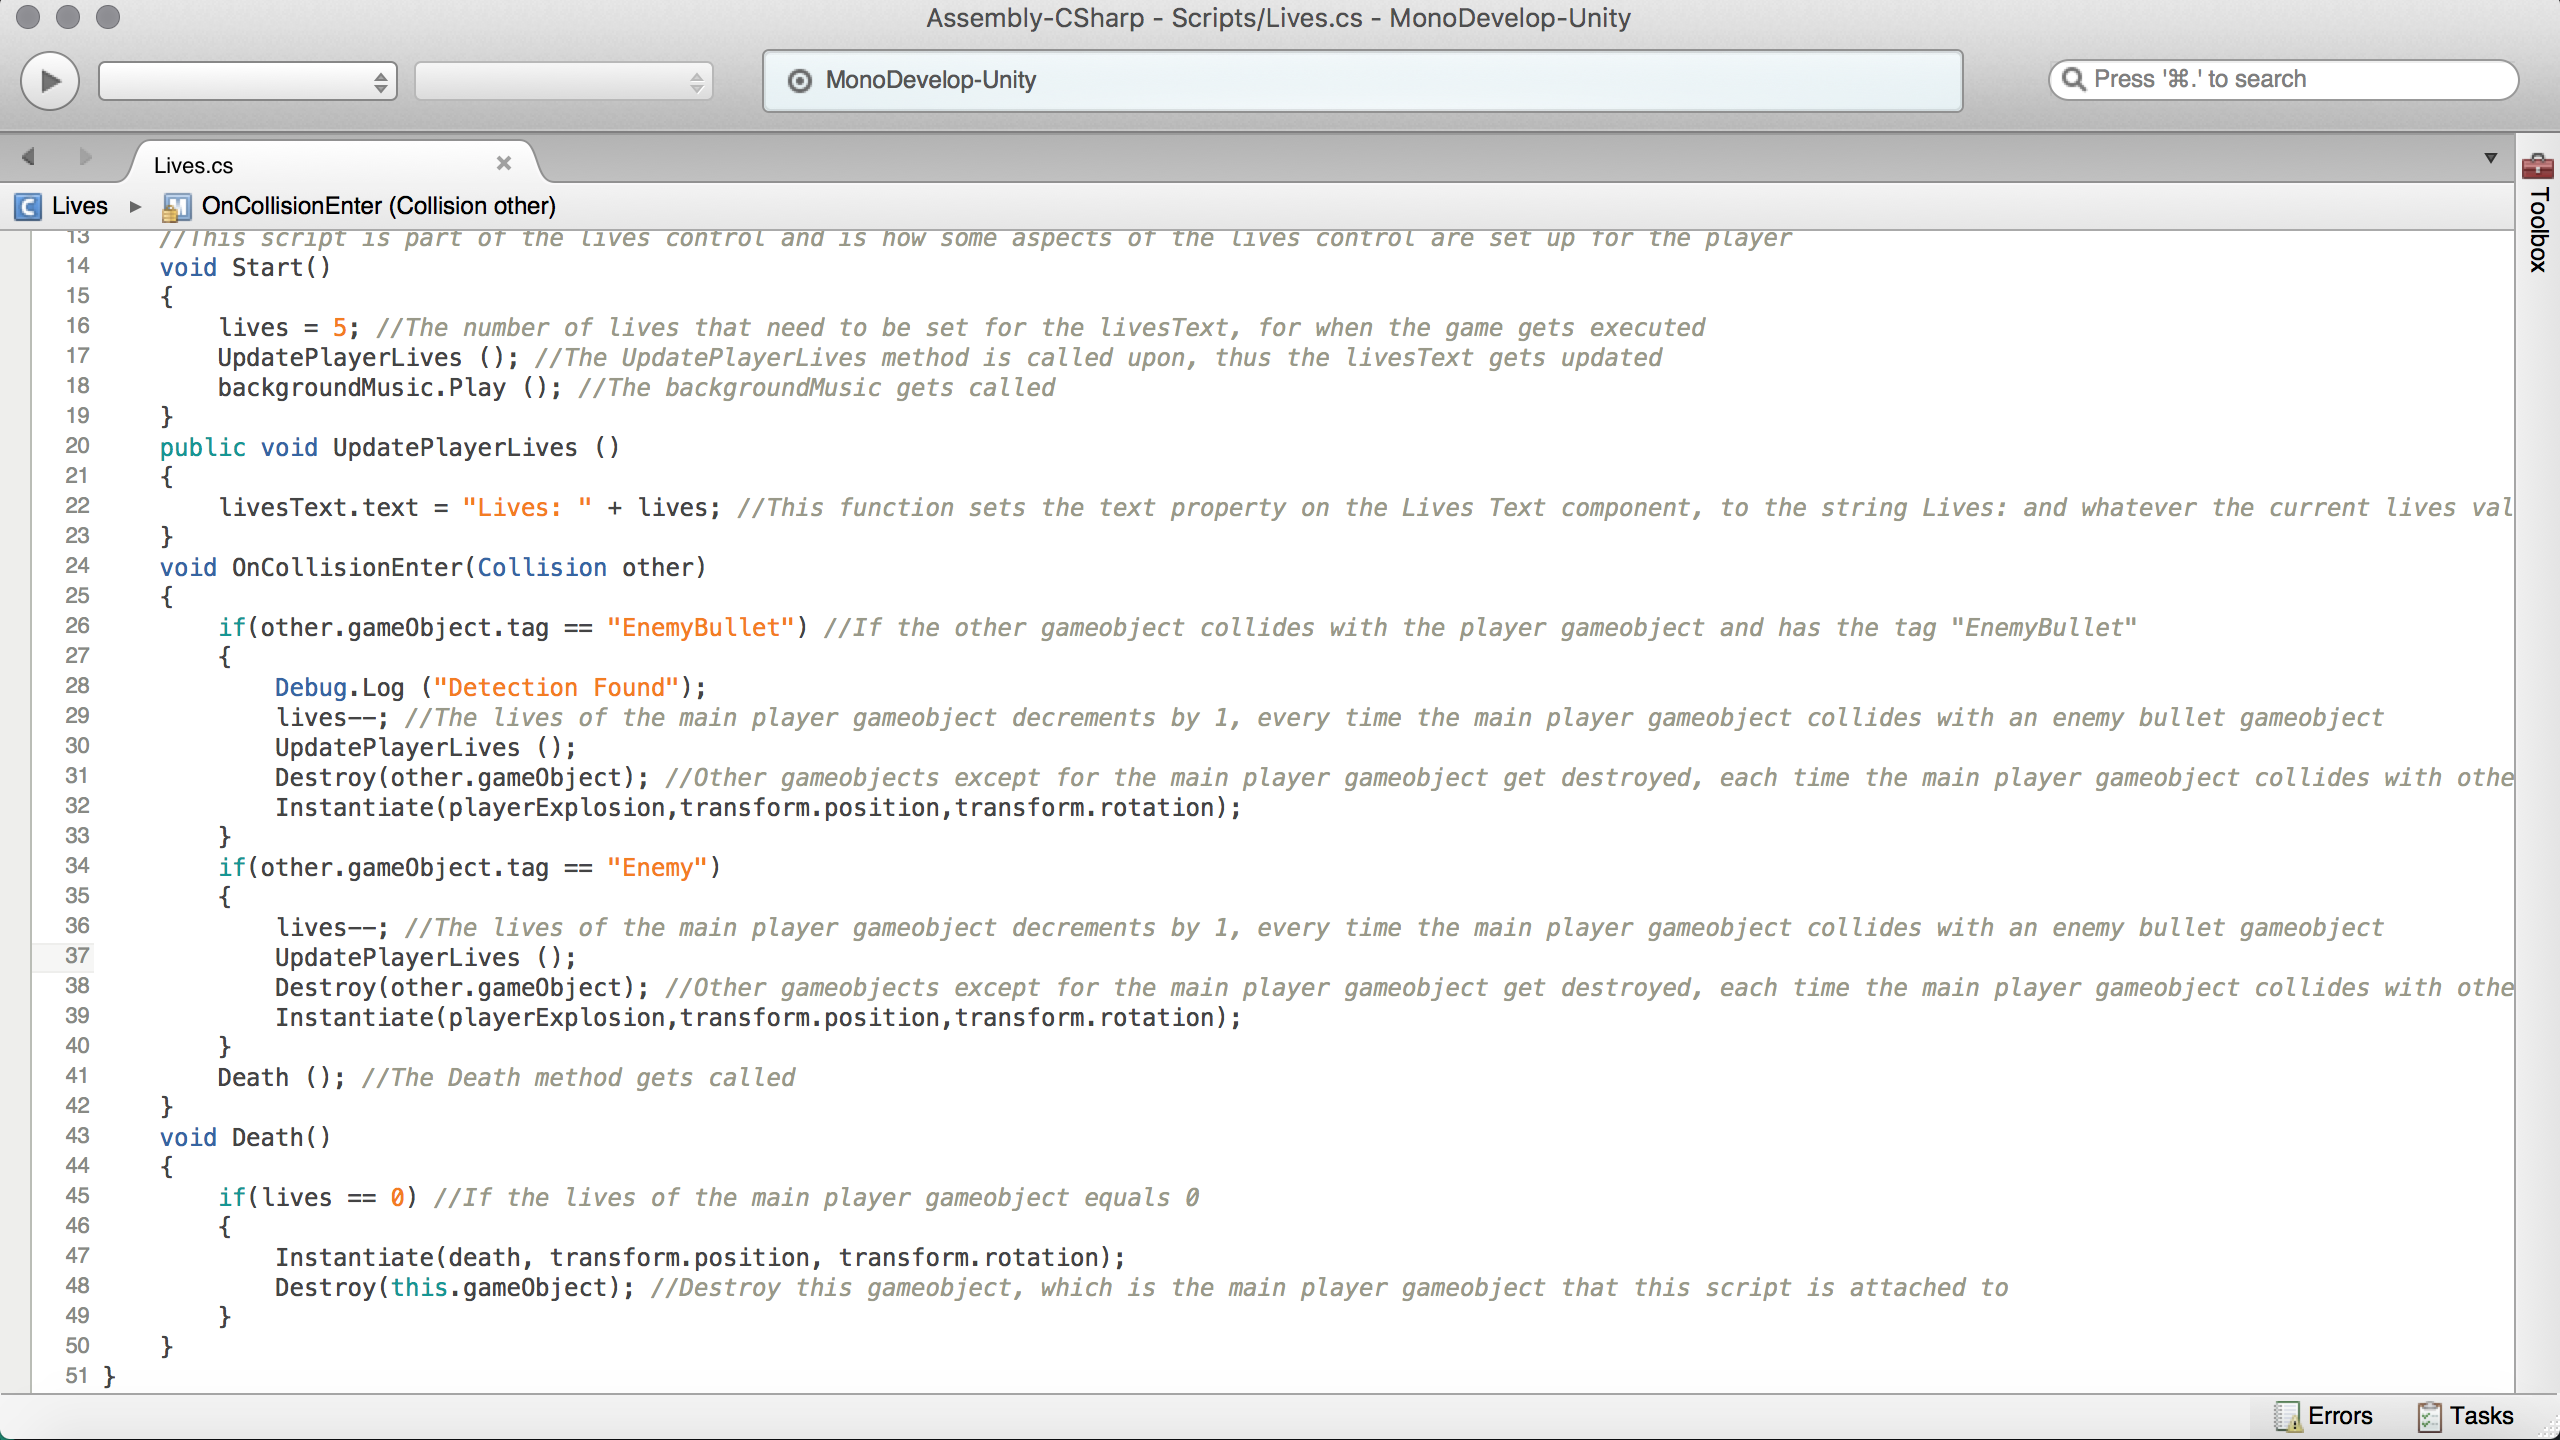 Assembly-CSharp - Scripts/Lives.cs - MonoDevelop-Unity
MonoDevelop-Unity
Press '⌘.' to search
Lives.cs
Toolbox
Lives ▸ OnCollisionEnter (Collision other)
13 //This script is part of the lives control and is how some aspects of the lives control are set up for the player
14 void Start()
15 {
16 lives = 5; //The number of lives that need to be set for the livesText, for when the game gets executed
17 UpdatePlayerLives (); //The UpdatePlayerLives method is called upon, thus the livesText gets updated
18 backgroundMusic.Play (); //The backgroundMusic gets called
19 }
20 public void UpdatePlayerLives ()
21 {
22 livesText.text = "Lives: " + lives; //This function sets the text property on the Lives Text component, to the string Lives: and whatever the current lives val
23 }
24 void OnCollisionEnter(Collision other)
25 {
26 if(other.gameObject.tag == "EnemyBullet") //If the other gameobject collides with the player gameobject and has the tag "EnemyBullet"
27 {
28 Debug.Log ("Detection Found");
29 lives--; //The lives of the main player gameobject decrements by 1, every time the main player gameobject collides with an enemy bullet gameobject
30 UpdatePlayerLives ();
31 Destroy(other.gameObject); //Other gameobjects except for the main player gameobject get destroyed, each time the main player gameobject collides with othe
32 Instantiate(playerExplosion,transform.position,transform.rotation);
33 }
34 if(other.gameObject.tag == "Enemy")
35 {
36 lives--; //The lives of the main player gameobject decrements by 1, every time the main player gameobject collides with an enemy bullet gameobject
37 UpdatePlayerLives ();
38 Destroy(other.gameObject); //Other gameobjects except for the main player gameobject get destroyed, each time the main player gameobject collides with othe
39 Instantiate(playerExplosion,transform.position,transform.rotation);
40 }
41 Death (); //The Death method gets called
42 }
43 void Death()
44 {
45 if(lives == 0) //If the lives of the main player gameobject equals 0
46 {
47 Instantiate(death, transform.position, transform.rotation);
48 Destroy(this.gameObject); //Destroy this gameobject, which is the main player gameobject that this script is attached to
49 }
50 }
51 }
Errors Tasks